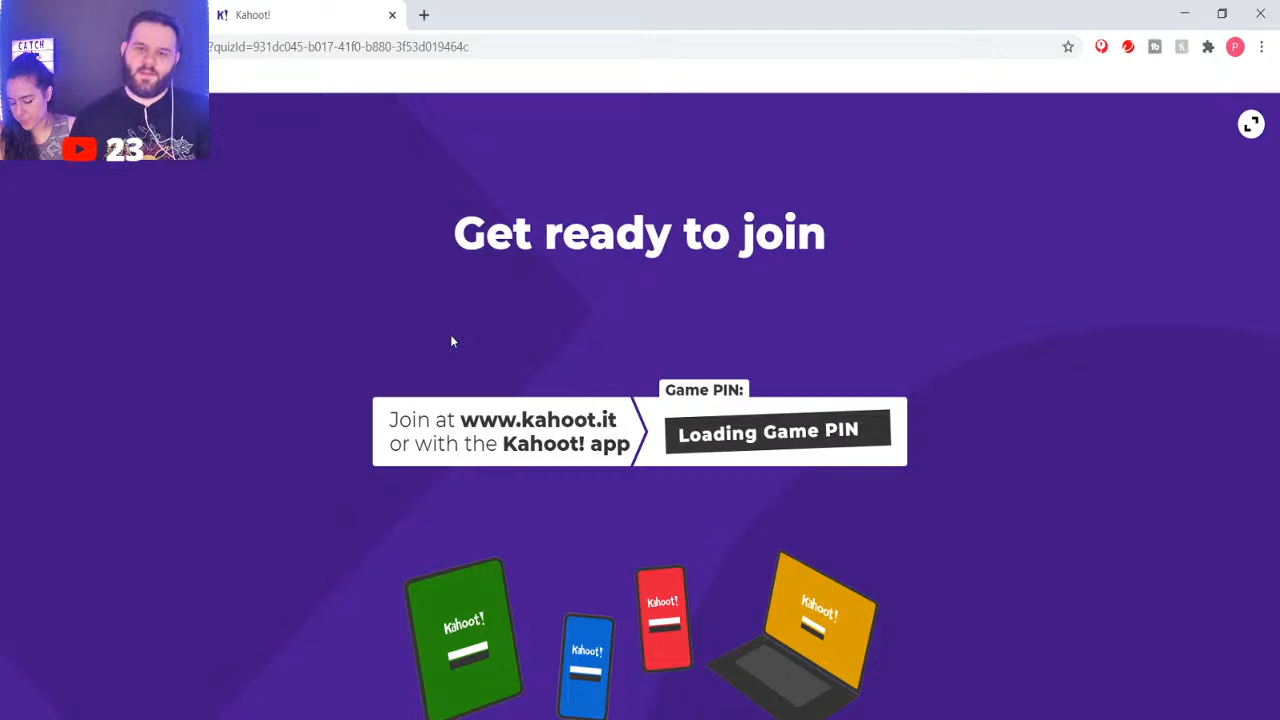 CATCH
23
K! Kahoot!
?quizId=931dc045-b017-41f0-b880-3f53d019464c
P
Get ready to join
Game PIN:
Join at www.kahoot.it
or with the Kahoot! app
Loading Game PIN
Kahoot!
Kahoot!
Kahoot!
Kahoot!